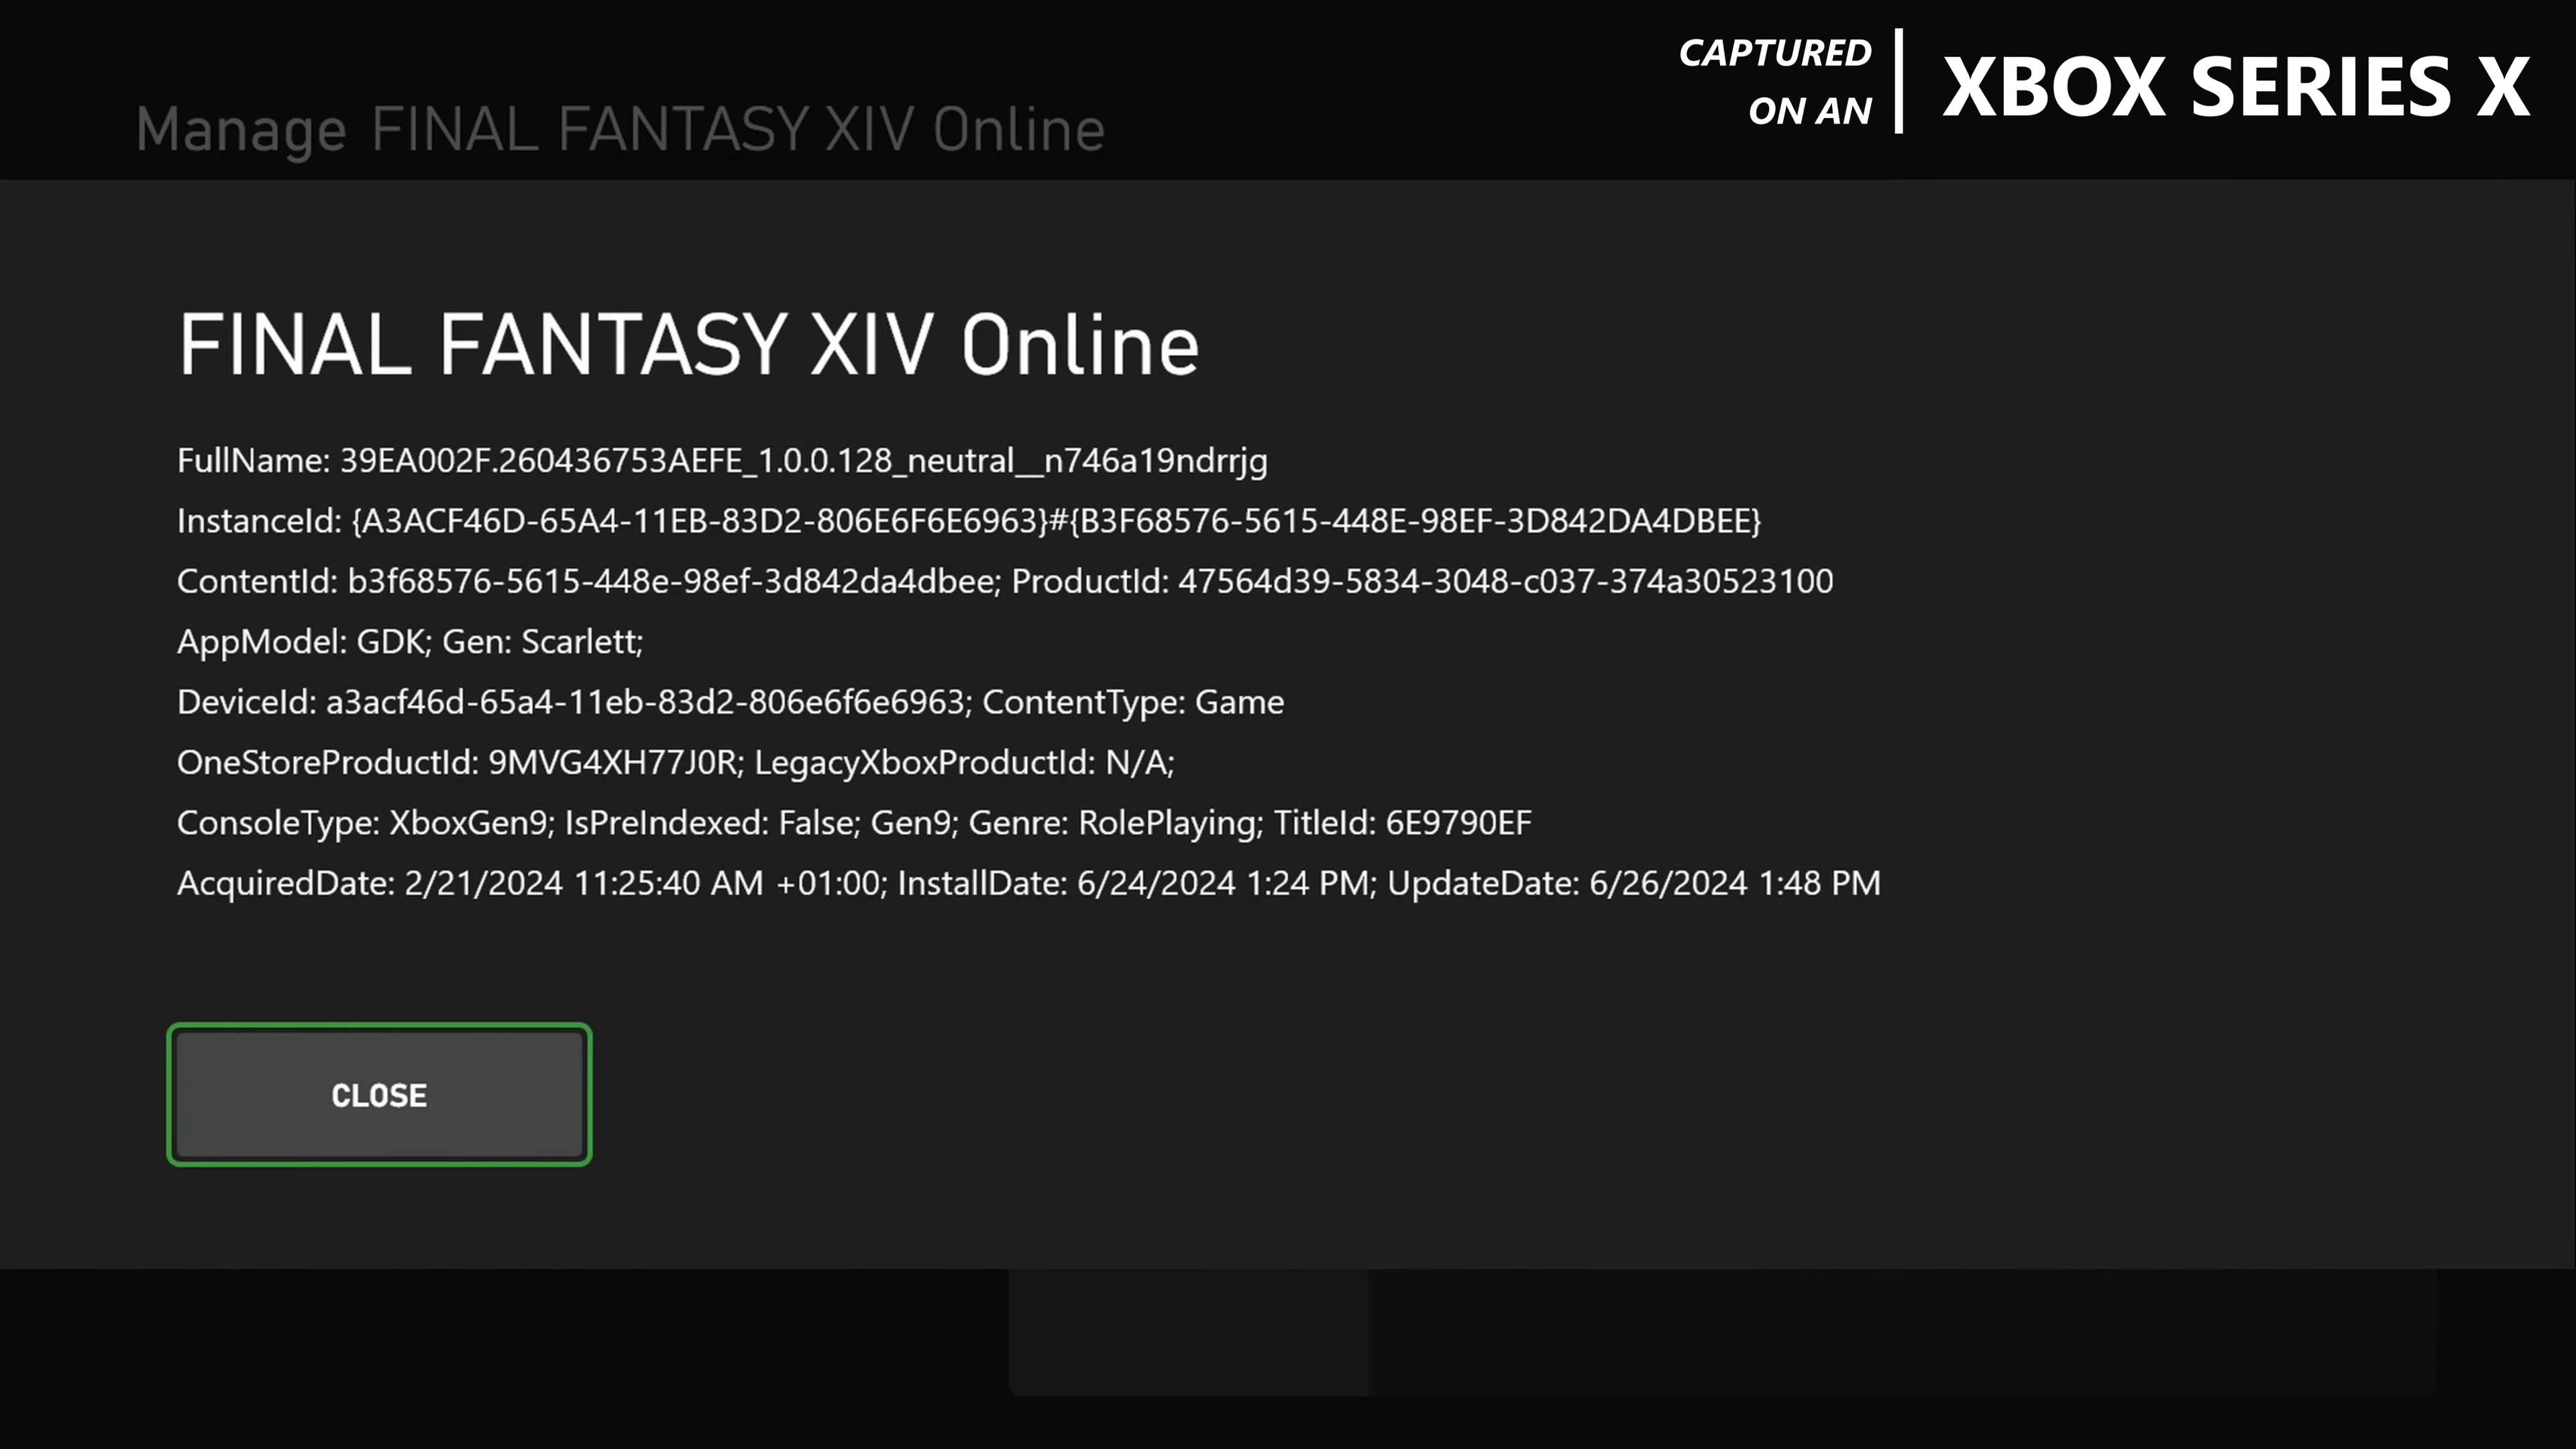 CAPTURED
ON AN
XBOX SERIES X
Manage FINAL FANTASY XIV Online
FINAL FANTASY XIV Online
FullName: 39EA002F.260436753AEFE_1.0.0.128_neutral__n746a19ndrrjg
InstanceId: {A3ACF46D-65A4-11EB-83D2-806E6F6E6963}#{B3F68576-5615-448E-98EF-3D842DA4DBEE}
ContentId: b3f68576-5615-448e-98ef-3d842da4dbee; ProductId: 47564d39-5834-3048-c037-374a30523100
AppModel: GDK; Gen: Scarlett;
DeviceId: a3acf46d-65a4-11eb-83d2-806e6f6e6963; ContentType: Game
OneStoreProductId: 9MVG4XH77J0R; LegacyXboxProductId: N/A;
ConsoleType: XboxGen9; IsPreIndexed: False; Gen9; Genre: RolePlaying; TitleId: 6E9790EF
AcquiredDate: 2/21/2024 11:25:40 AM +01:00; InstallDate: 6/24/2024 1:24 PM; UpdateDate: 6/26/2024 1:48 PM
CLOSE